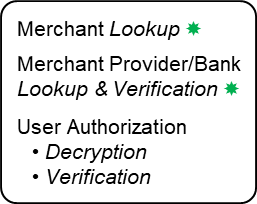 Merchant Lookup ✸
Merchant Provider/Bank
Lookup & Verification ✸
User Authorization
• Decryption
• Verification